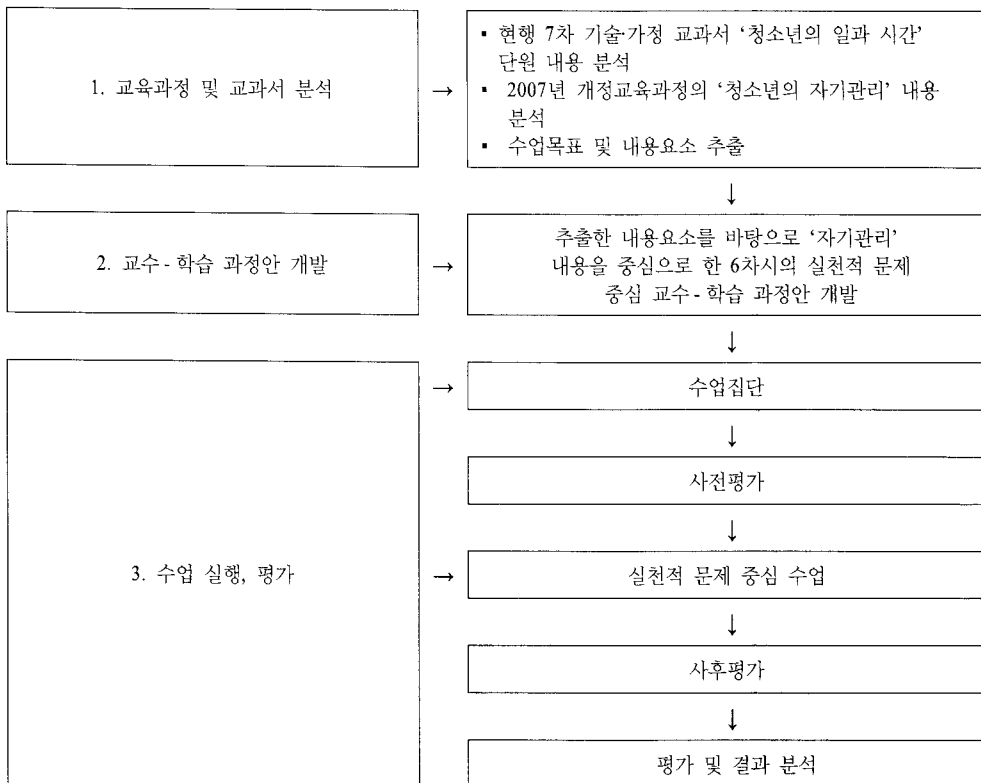 1. 교육과정 및 교과서 분석
→
▪ 현행 7차 기술·가정 교과서 ‘청소년의 일과 시간’
단원 내용 분석
▪ 2007년 개정교육과정의 ‘청소년의 자기관리’ 내용
분석
▪ 수업목표 및 내용요소 추출
↓
2. 교수 - 학습 과정안 개발
→
추출한 내용요소를 바탕으로 ‘자기관리’
내용을 중심으로 한 6차시의 실천적 문제
중심 교수 - 학습 과정안 개발
↓
3. 수업 실행, 평가
→
수업집단
↓
사전평가
↓
→
실천적 문제 중심 수업
↓
사후평가
↓
평가 및 결과 분석